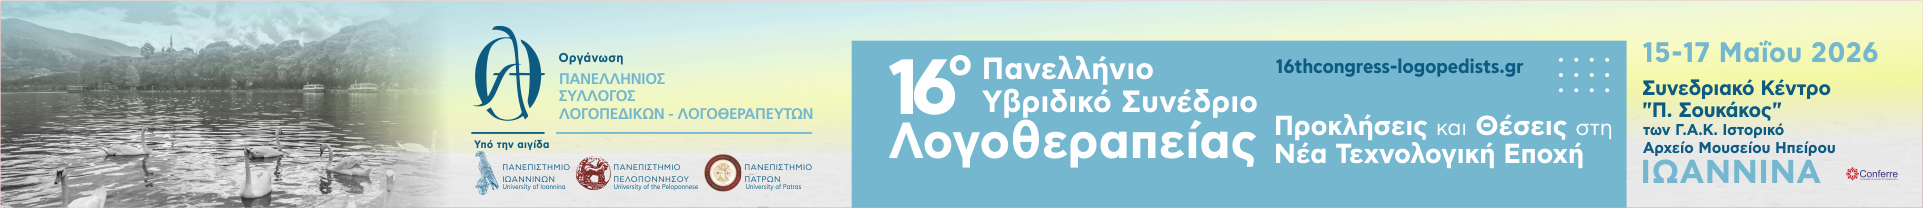 Οργάνωση
ΠΑΝΕΛΛΗΝΙΟΣ
ΣΥΛΛΟΓΟΣ
ΛΟΓΟΠΕΔΙΚΩΝ - ΛΟΓΟΘΕΡΑΠΕΥΤΩΝ
Υπό την αιγίδα
ΠΑΝΕΠΙΣΤΗΜΙΟ
ΙΩΑΝΝΙΝΩΝ
University of Ioannina
ΠΑΝΕΠΙΣΤΗΜΙΟ
ΠΕΛΟΠΟΝΝΗΣΟΥ
University of the Peloponnese
ΠΑΝΕΠΙΣΤΗΜΙΟ
ΠΑΤΡΩΝ
University of Patras
16º Πανελλήνιο
Υβριδικό Συνέδριο
Λογοθεραπείας
16thcongress-logopedists.gr
Προκλήσεις και Θέσεις στη
Νέα Τεχνολογική Εποχή
15-17 Μαΐου 2026
Συνεδριακό Κέντρο
"Π. Σουκάκος"
των Γ.Α.Κ. Ιστορικό
Αρχείο Μουσείου Ηπείρου
ΙΩΑΝΝΙΝΑ
Conferre